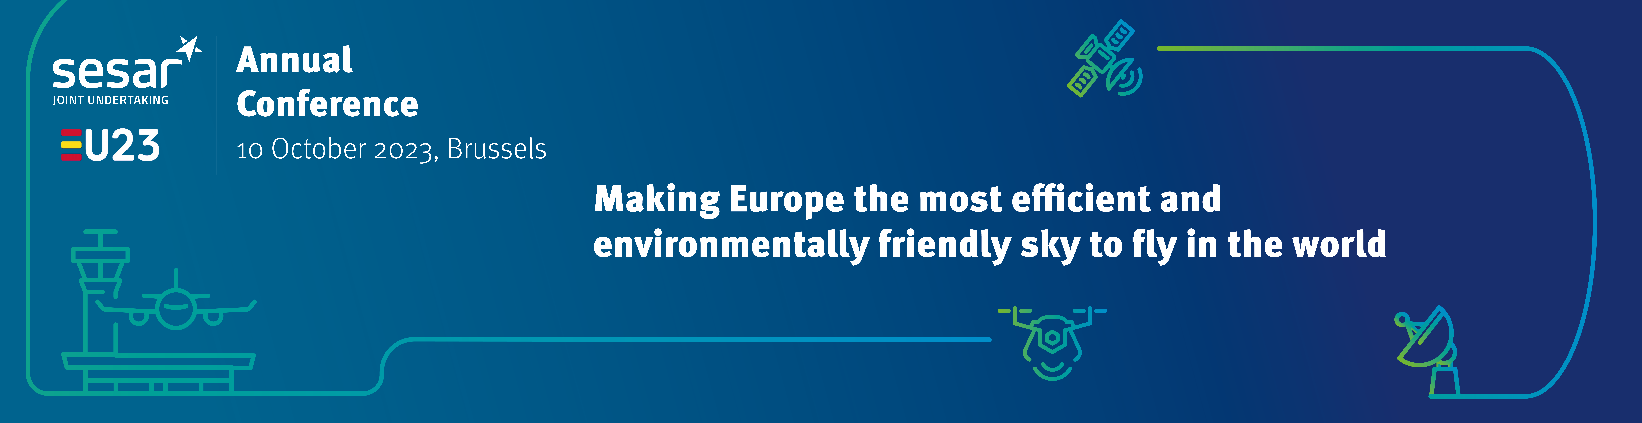 sesar
JOINT UNDERTAKING
EU23
Annual
Conference
10 October 2023, Brussels
Making Europe the most efficient and
environmentally friendly sky to fly in the world